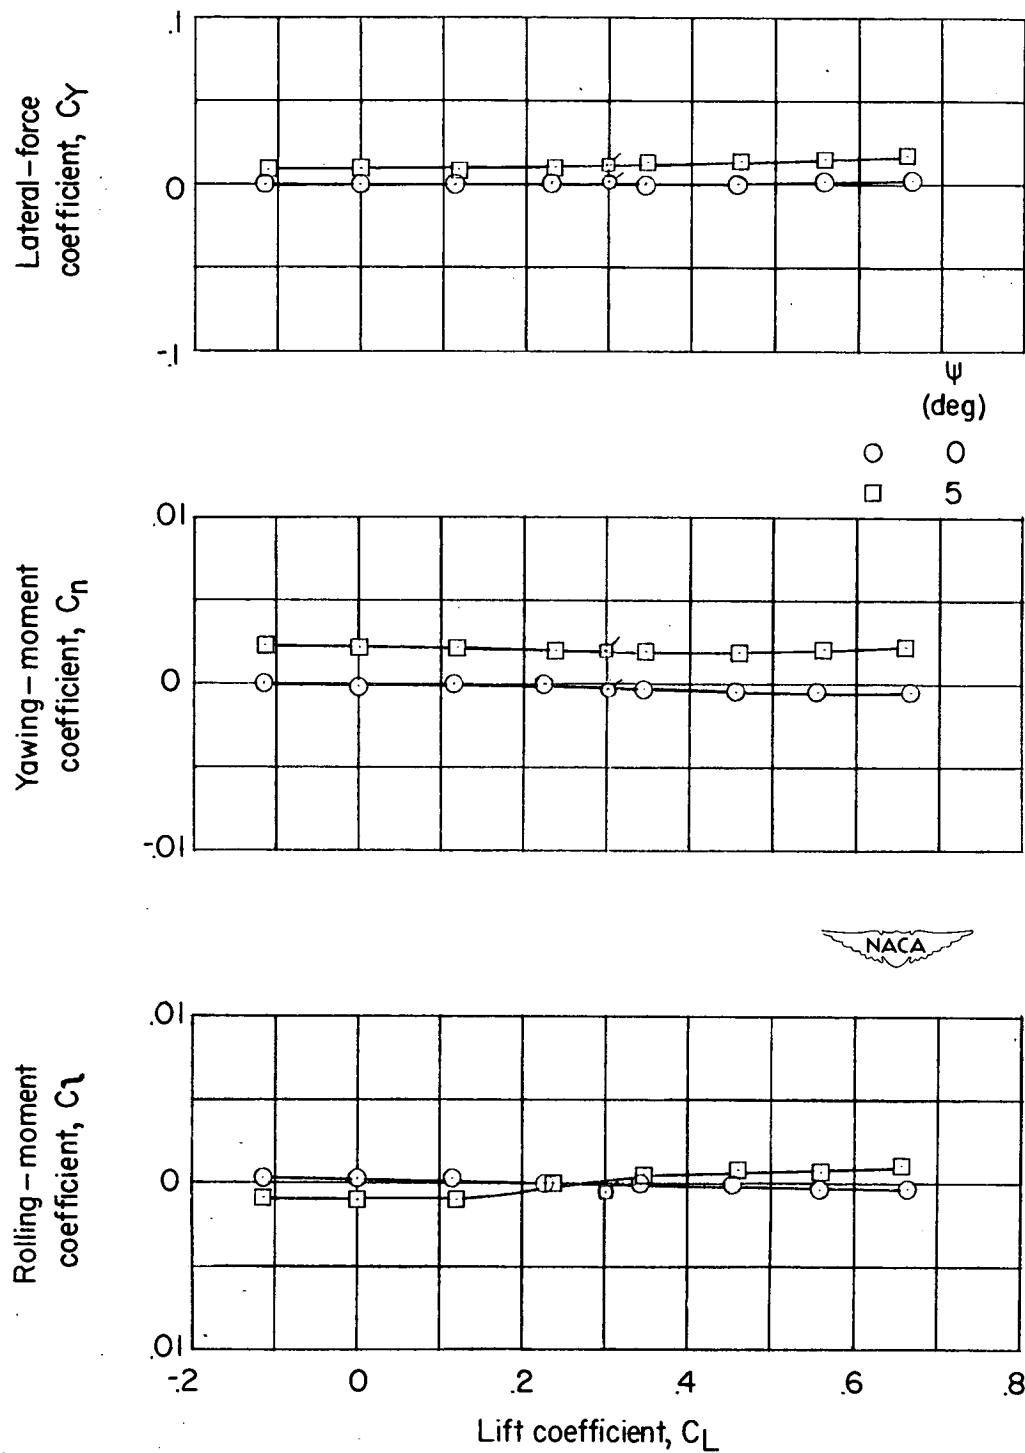 .1
Lateral-force
coefficient, CY
0
-.1
ψ
(deg)
0
5
.01
Yawing-moment
coefficient, Cn
0
-.01
NACA
.01
Rolling-moment
coefficient, Cl
0
.01
-.2 0 .2 .4 .6 .8
Lift coefficient, CL